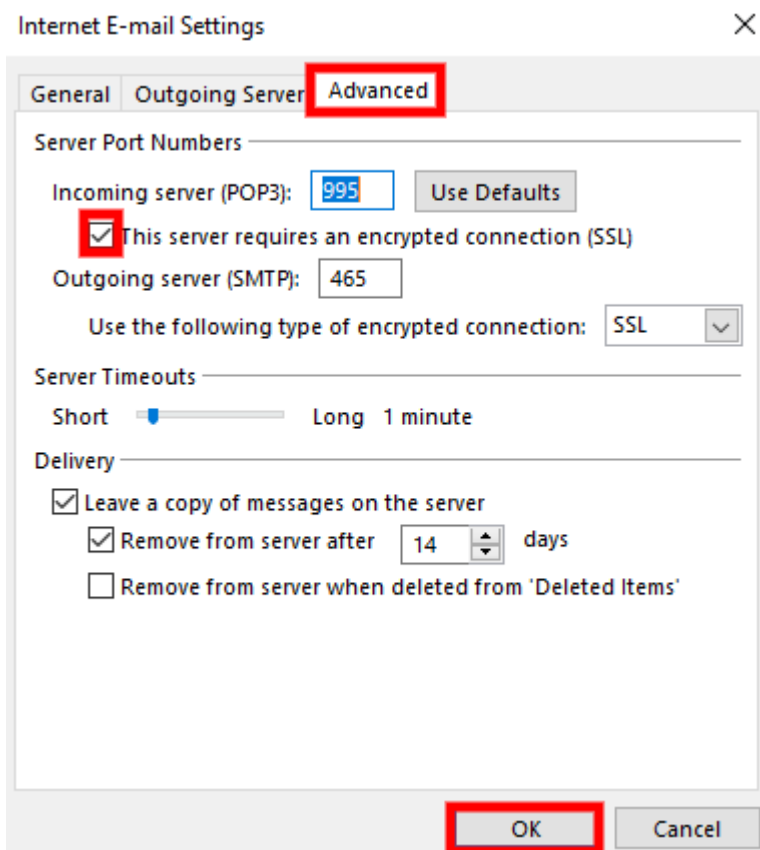 Internet E-mail Settings
General Outgoing Server Advanced
Server Port Numbers
Incoming server (POP3): 995 Use Defaults
This server requires an encrypted connection (SSL)
Outgoing server (SMTP): 465
Use the following type of encrypted connection: SSL
Server Timeouts
Short Long 1 minute
Delivery
Leave a copy of messages on the server
Remove from server after 14 days
Remove from server when deleted from 'Deleted Items'
OK Cancel